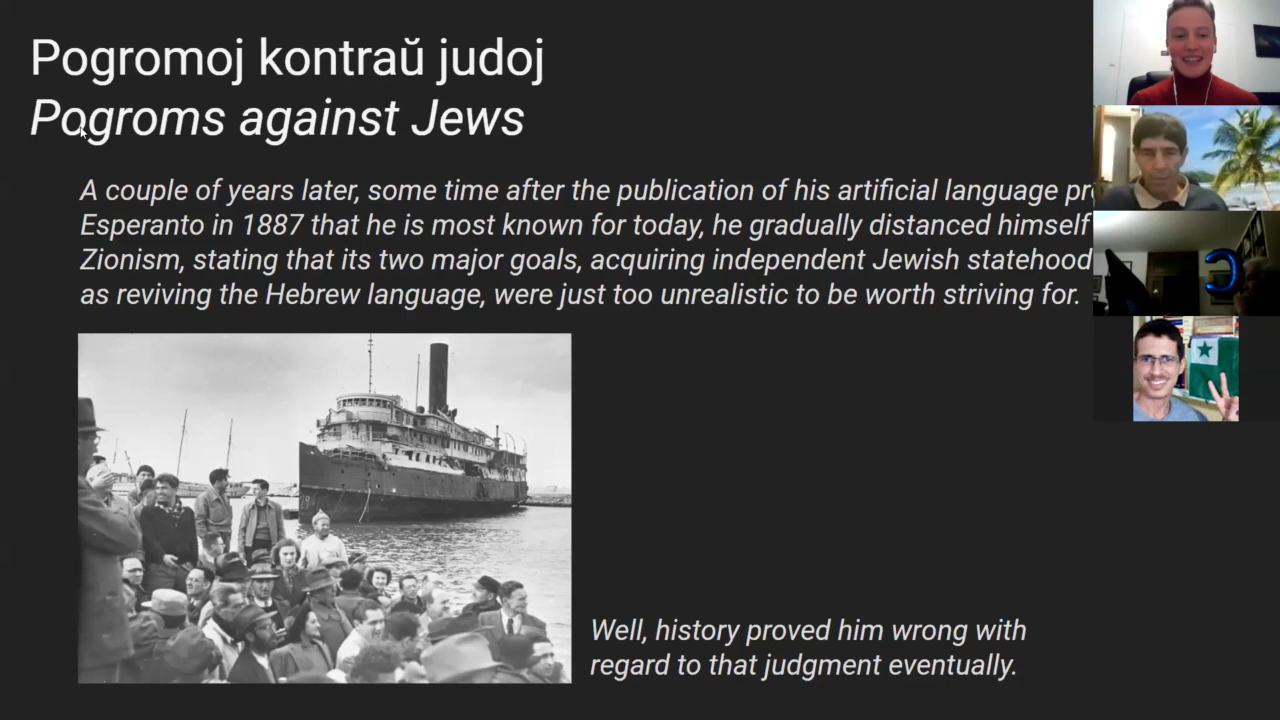 Pogromoj kontraŭ judoj
Pogroms against Jews
A couple of years later, some time after the publication of his artificial language
Esperanto in 1887 that he is most known for today, he gradually distanced himself
Zionism, stating that its two major goals, acquiring independent Jewish statehood
as reviving the Hebrew language, were just too unrealistic to be worth striving for.
Well, history proved him wrong with
regard to that judgment eventually.